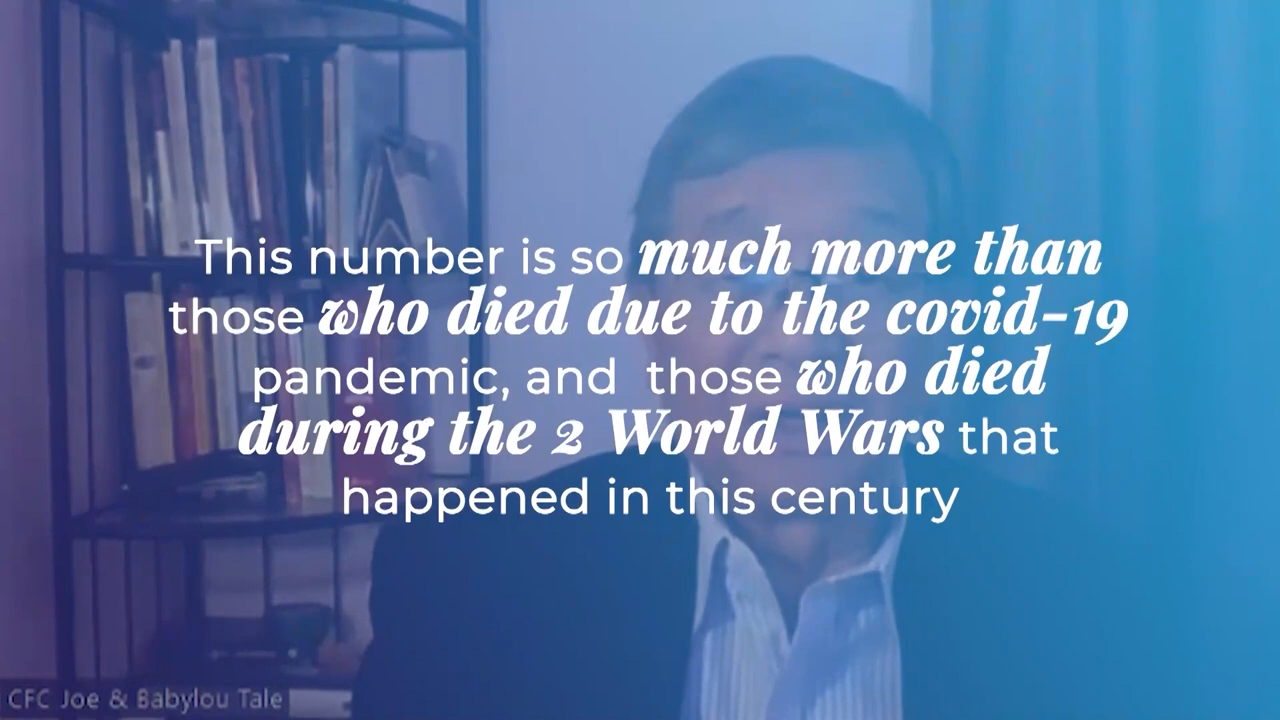 This number is so much more than
those who died due to the covid-19
pandemic, and  those who died
during the 2 World Wars that
happened in this century
CFC Joe & Babylou Tale